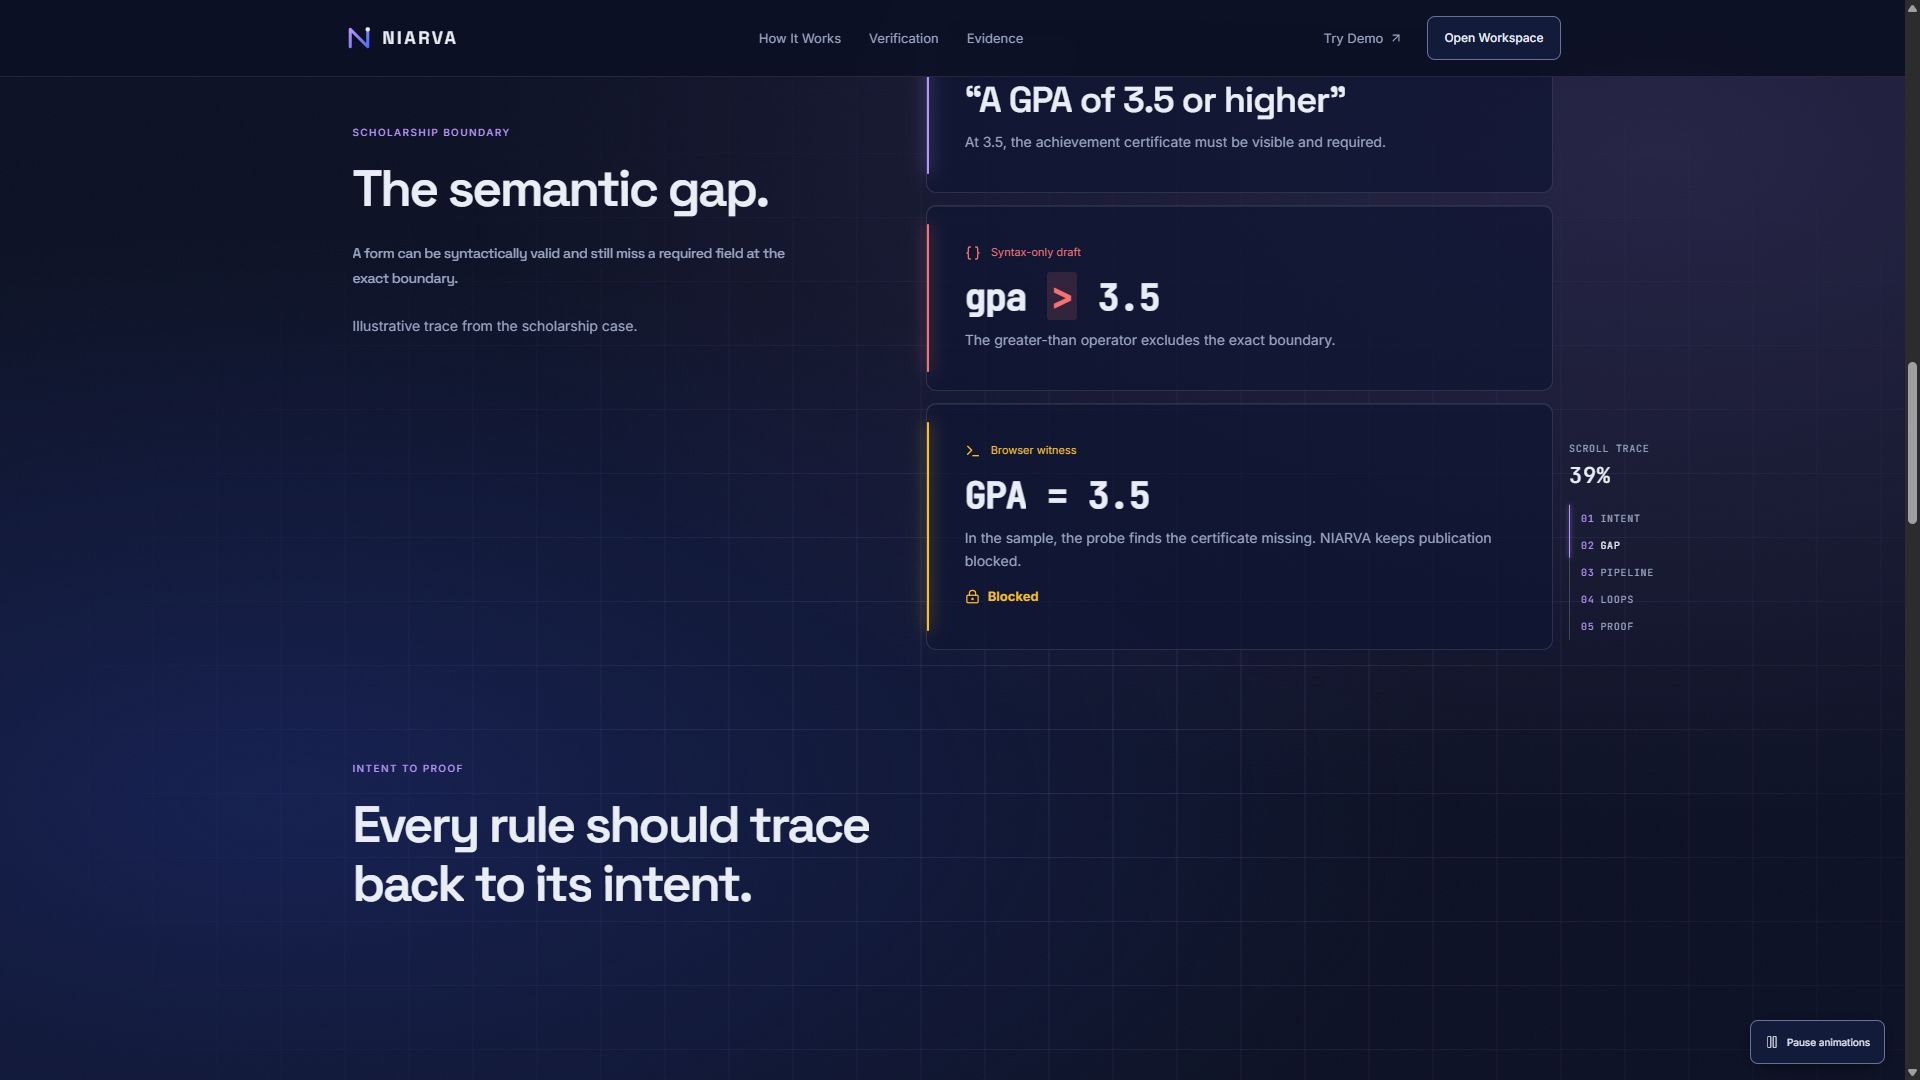 NIARVA
How It Works
Verification
Evidence
Try Demo
Open Workspace
SCHOLARSHIP BOUNDARY
The semantic gap.
A form can be syntactically valid and still miss a required field at the
exact boundary.
Illustrative trace from the scholarship case.
“A GPA of 3.5 or higher”
At 3.5, the achievement certificate must be visible and required.
{ } Syntax-only draft
gpa > 3.5
The greater-than operator excludes the exact boundary.
Browser witness
GPA = 3.5
In the sample, the probe finds the certificate missing. NIARVA keeps publication
blocked.
Blocked
SCROLL TRACE
39%
01 INTENT
02 GAP
03 PIPELINE
04 LOOPS
05 PROOF
INTENT TO PROOF
Every rule should trace
back to its intent.
Pause animations